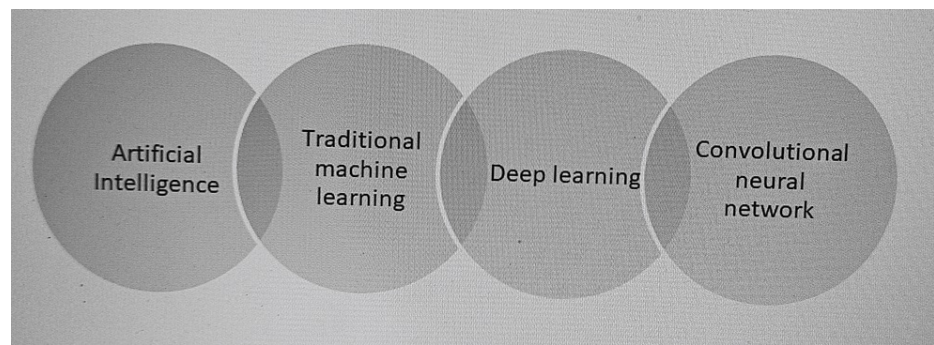 Artificial
Intelligence
Traditional
machine
learning
Deep learning
Convolutional
neural
network